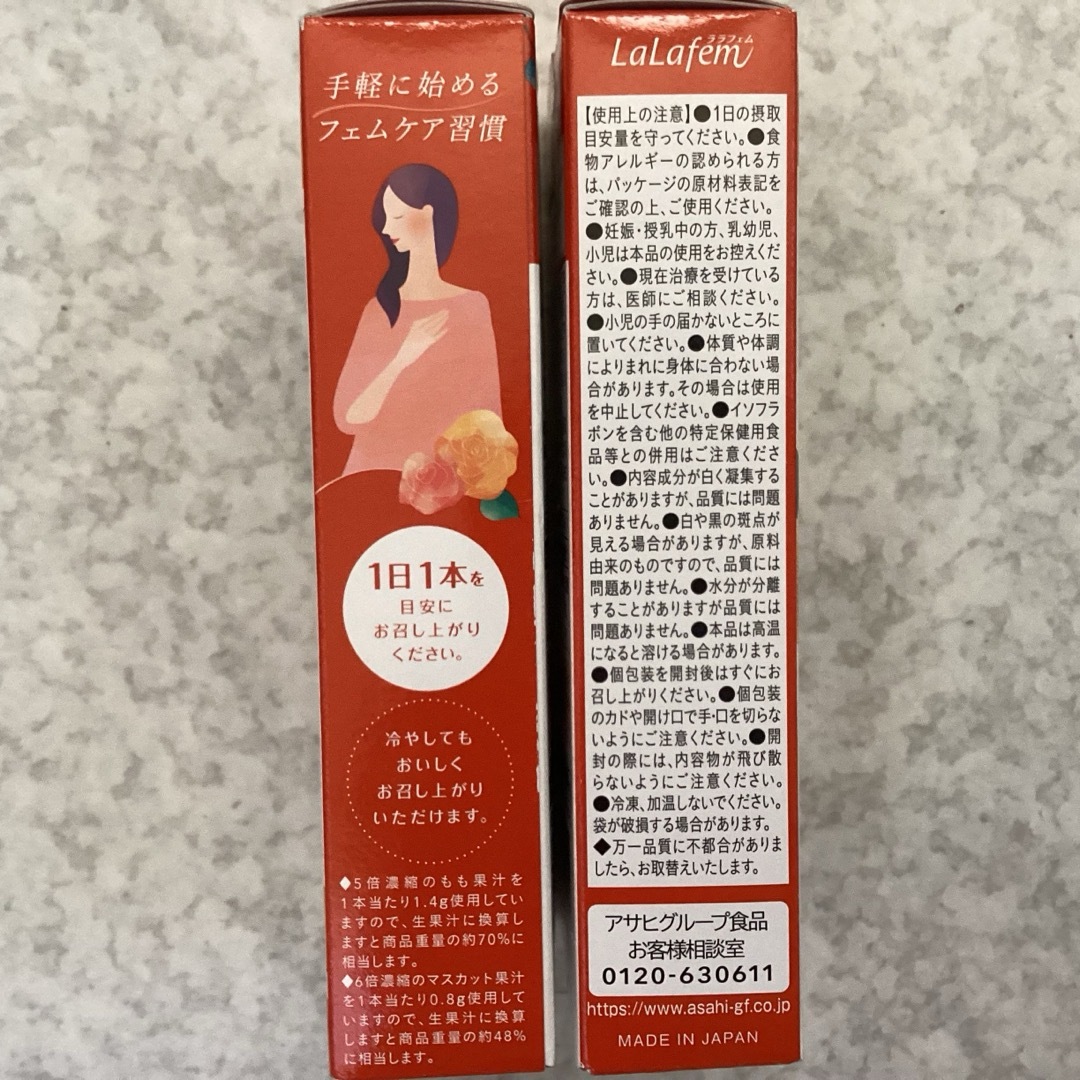 手軽に始める
フェムケア習慣
1日1本を
目安に
お召し上がり
ください。
冷やしても
おいしく
お召し上がり
いただけます。
◆5倍濃縮のもも果汁を
1本当たり1.4g使用してい
ますので、生果汁に換算し
ますと商品重量の約70%に
相当します。
◆6倍濃縮のマスカット果汁
を1本当たり0.8g使用して
いますので、生果汁に換算
しますと商品重量の約48%
に相当します。
ララフェム
LaLafem
【使用上の注意】●1日の摂取
目安量を守ってください。●食
物アレルギーの認められる方
は、パッケージの原材料表記を
ご確認の上、ご使用ください。
●妊娠・授乳中の方、乳幼児、
小児は本品の使用をお控えくだ
さい。●現在治療を受けている
方は、医師にご相談ください。
●小児の手の届かないところに
置いてください。●体質や体調
によりまれに身体に合わない場
合があります。その場合は使用
を中止してください。●イソフラ
ボンを含む他の特定保健用食
品等との併用はご注意くださ
い。●内容成分が白く凝集する
ことがありますが、品質には問題
ありません。●白や黒の斑点が
見える場合がありますが、原料
由来のものですので、品質には
問題ありません。●水分が分離
することがありますが品質には
問題ありません。●本品は高温
になると溶ける場合があります。
●個包装を開封後はすぐにお
召し上がりください。●個包装
のカドや開け口で手・口を切らな
いようにご注意ください。●開
封の際には、内容物が飛び散
らないようにご注意ください。
●冷凍、加温しないでください。
袋が破損する場合があります。
◆万一品質に不都合がありま
したら、お取替えいたします。
アサヒグループ食品
お客様相談室
0120-630611
https://www.asahi-gf.co.jp
MADE IN JAPAN